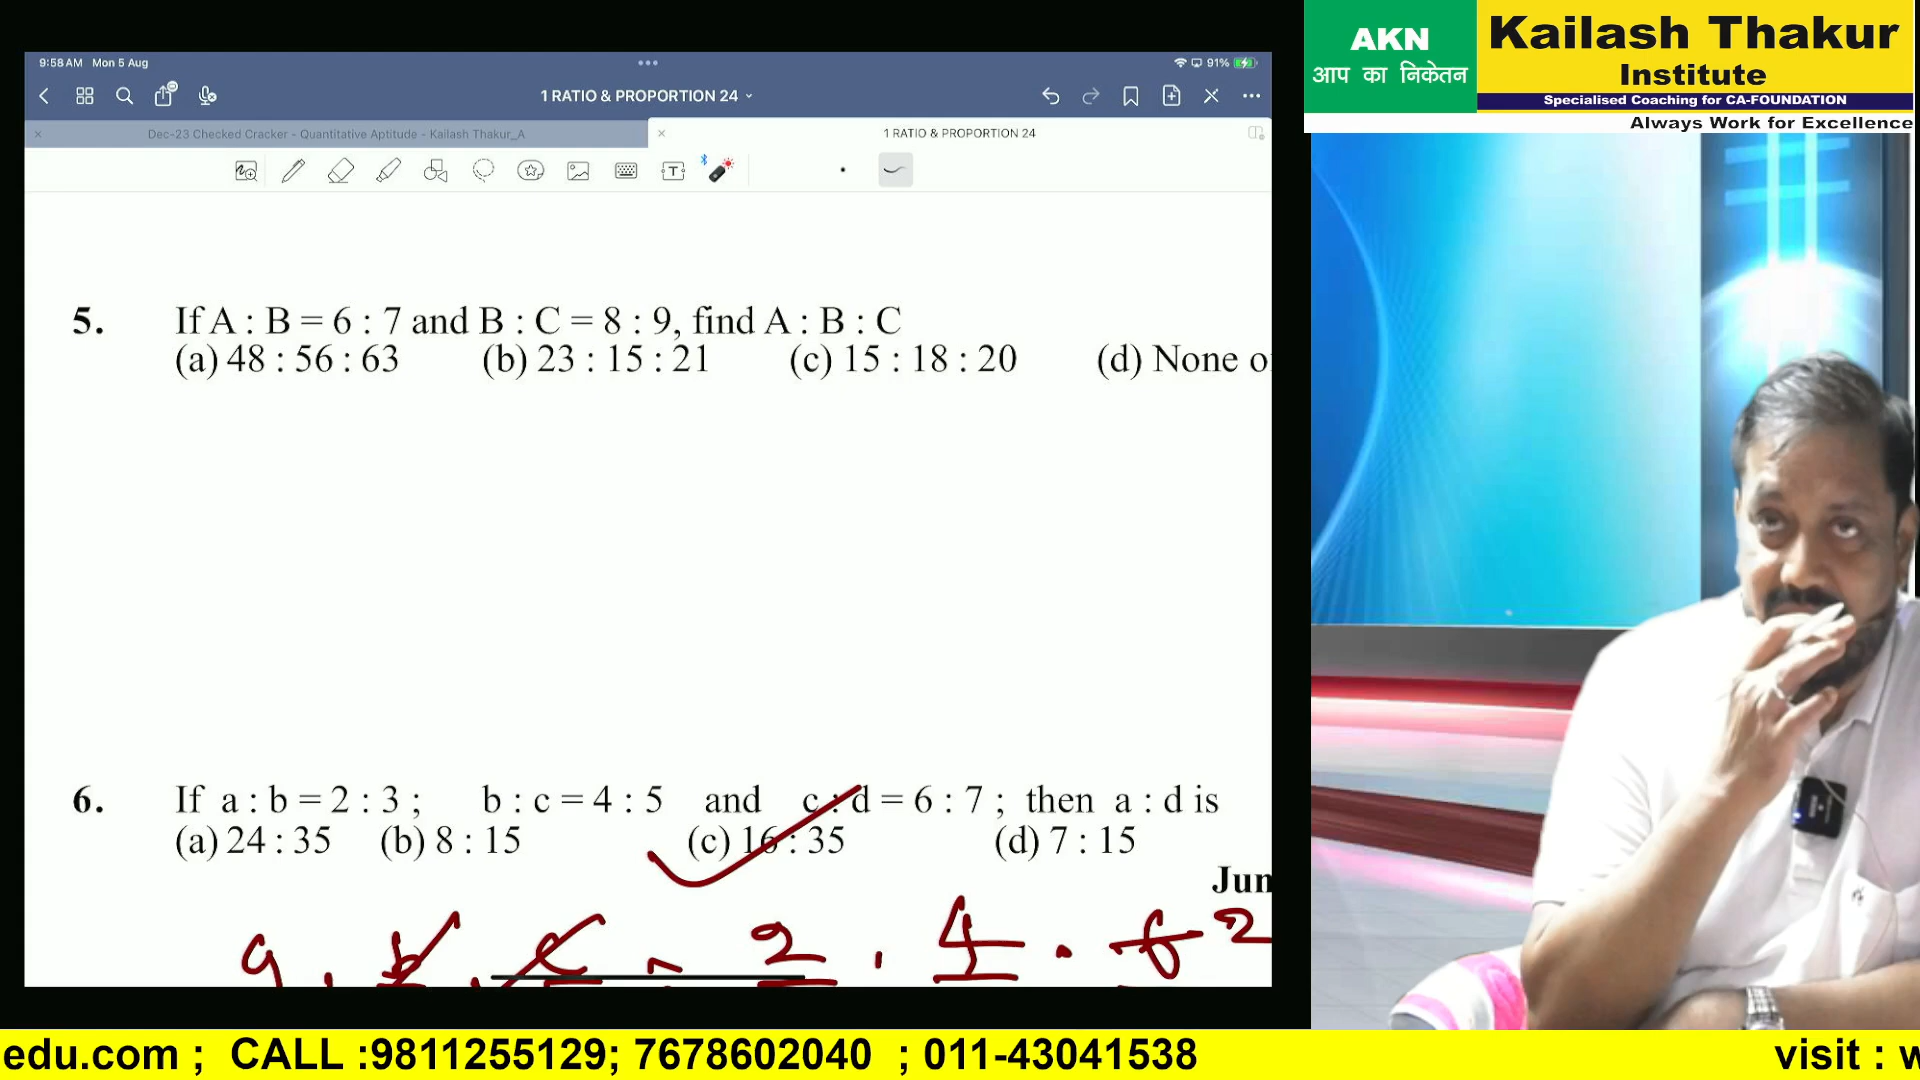 9:58 AM Mon 5 Aug
91%
1 RATIO & PROPORTION 24
Dec-23 Checked Cracker - Quantitative Aptitude - Kailash Thakur_A
1 RATIO & PROPORTION 24
5. If A : B = 6 : 7 and B : C = 8 : 9, find A : B : C
(a) 48 : 56 : 63 (b) 23 : 15 : 21 (c) 15 : 18 : 20 (d) None o
6. If a : b = 2 : 3 ; b : c = 4 : 5 and c : d = 6 : 7 ; then a : d is
(a) 24 : 35 (b) 8 : 15 (c) 16 : 35 (d) 7 : 15
Jun
a . b . c . 2 . 4 . 6 2
AKN
आप का निकेतन
Kailash Thakur
Institute
Specialised Coaching for CA-FOUNDATION
Always Work for Excellence
edu.com ; CALL :9811255129; 7678602040 ; 011-43041538
visit :